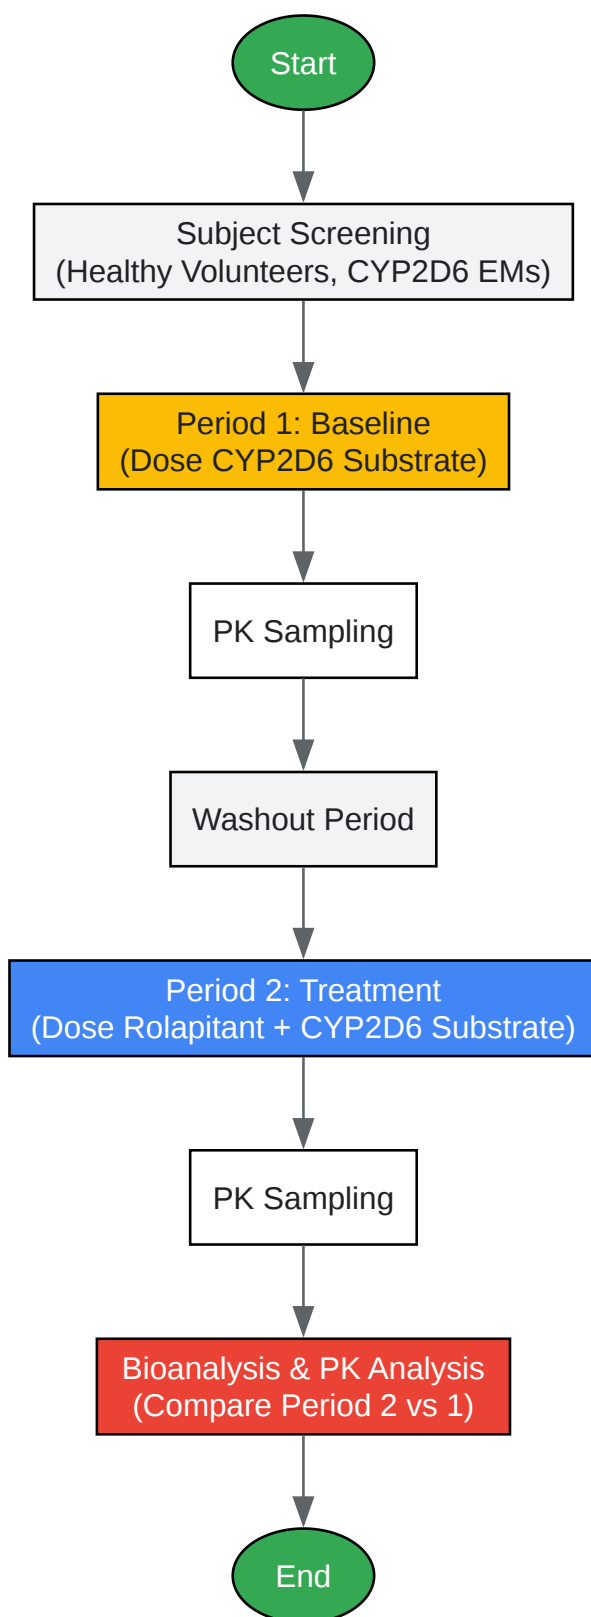 Start
Subject Screening
(Healthy Volunteers, CYP2D6 EMs)
Period 1: Baseline
(Dose CYP2D6 Substrate)
PK Sampling
Washout Period
Period 2: Treatment
(Dose Rolapitant + CYP2D6 Substrate)
PK Sampling
Bioanalysis & PK Analysis
(Compare Period 2 vs 1)
End